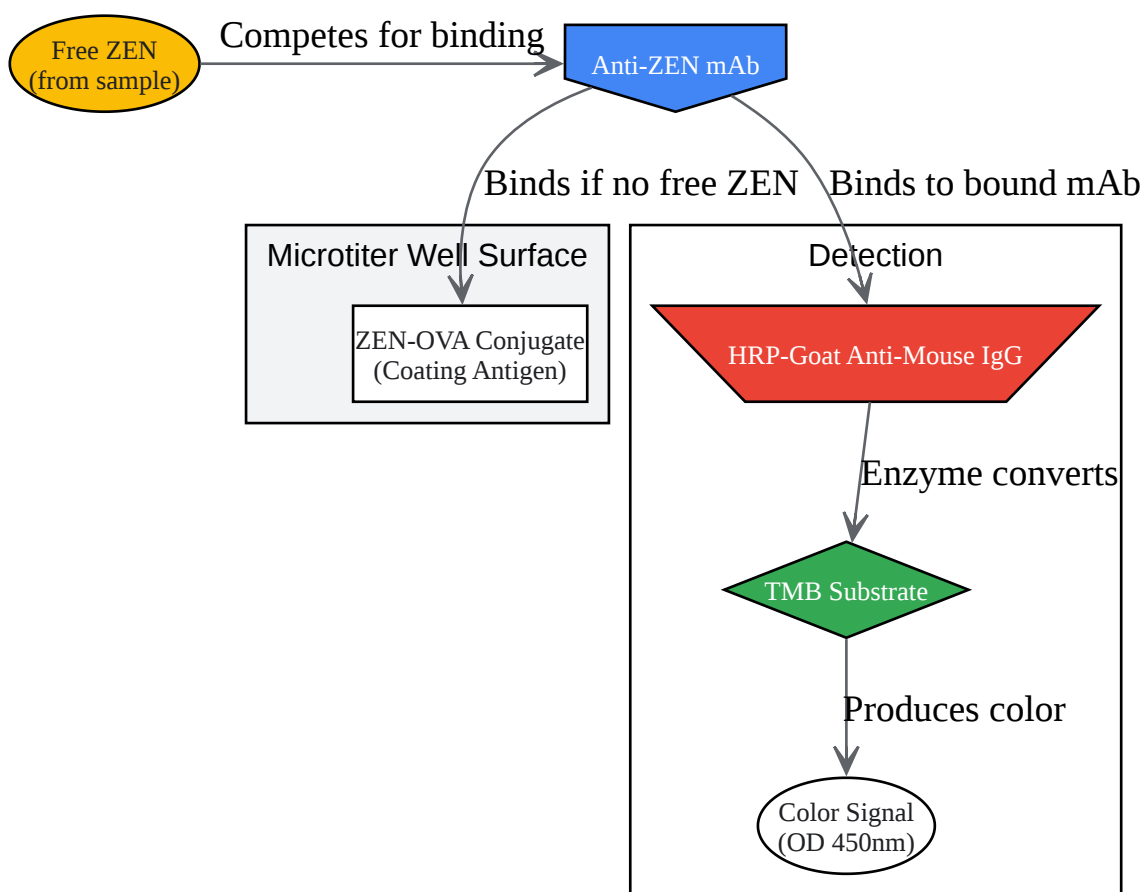 Free ZEN
(from sample)
Competes for binding
Anti-ZEN mAb
Binds if no free ZEN
Binds to bound mAb
Microtiter Well Surface
ZEN-OVA Conjugate
(Coating Antigen)
Detection
HRP-Goat Anti-Mouse IgG
Enzyme converts
TMB Substrate
Produces color
Color Signal
(OD 450nm)